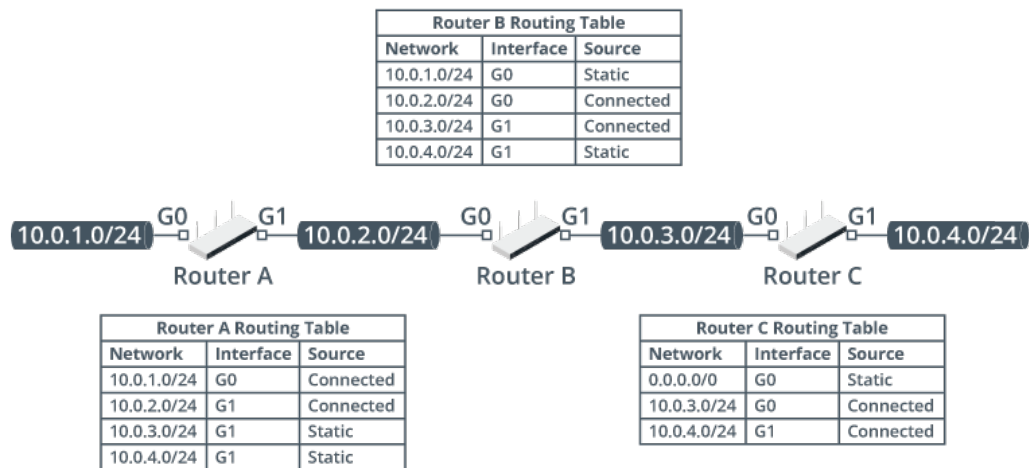 Router B Routing Table
Network Interface Source
10.0.1.0/24 G0 Static
10.0.2.0/24 G0 Connected
10.0.3.0/24 G1 Connected
10.0.4.0/24 G1 Static
10.0.1.0/24 G0 G1 10.0.2.0/24 G0 G1 10.0.3.0/24 G0 G1 10.0.4.0/24
Router A Router B Router C
Router A Routing Table
Network Interface Source
10.0.1.0/24 G0 Connected
10.0.2.0/24 G1 Connected
10.0.3.0/24 G1 Static
10.0.4.0/24 G1 Static
Router C Routing Table
Network Interface Source
0.0.0.0/0 G0 Static
10.0.3.0/24 G0 Connected
10.0.4.0/24 G1 Connected